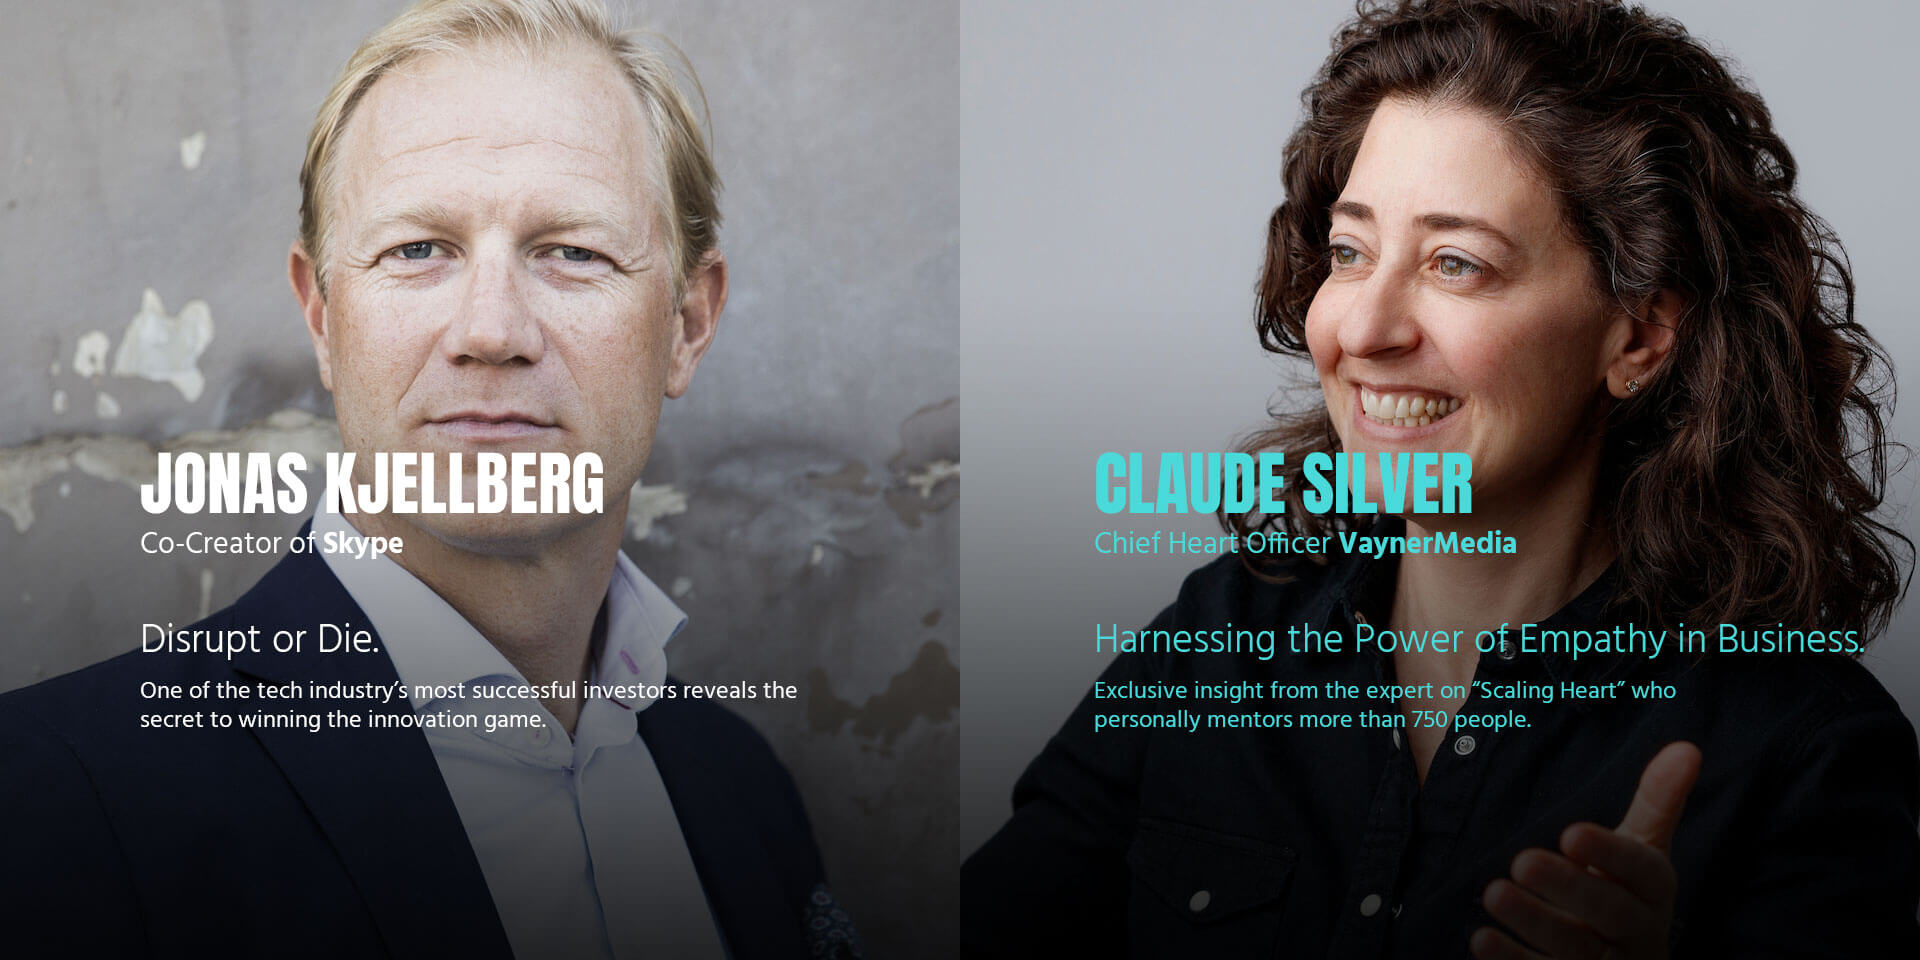 JONAS KJELLBERG
Co-Creator of Skype
Disrupt or Die.
One of the tech industry’s most successful investors reveals the
secret to winning the innovation game.
CLAUDE SILVER
Chief Heart Officer VaynerMedia
Harnessing the Power of Empathy in Business.
Exclusive insight from the expert on “Scaling Heart” who
personally mentors more than 750 people.